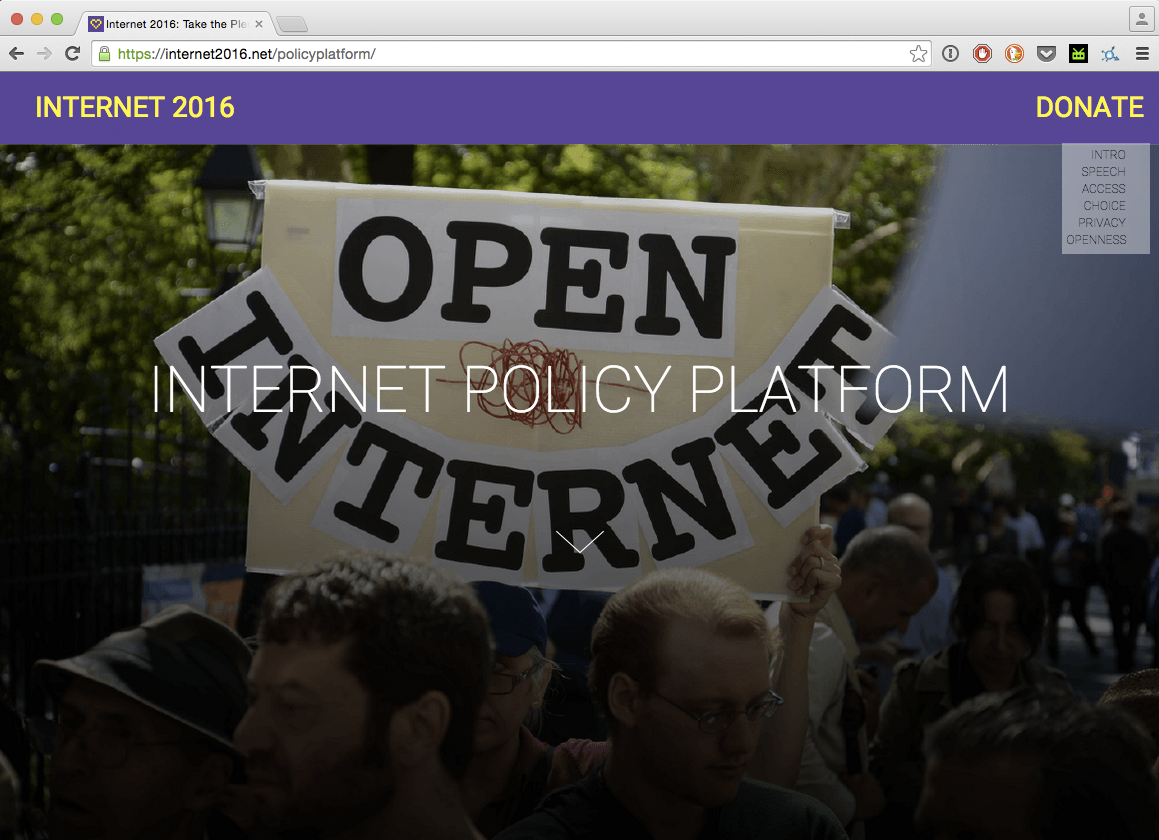 Internet 2016: Take the Ple
https://internet2016.net/policyplatform/
INTERNET 2016
DONATE
INTRO
SPEECH
ACCESS
CHOICE
PRIVACY
OPENNESS
OPEN
INTERNET POLICY PLATFORM
INTERNET